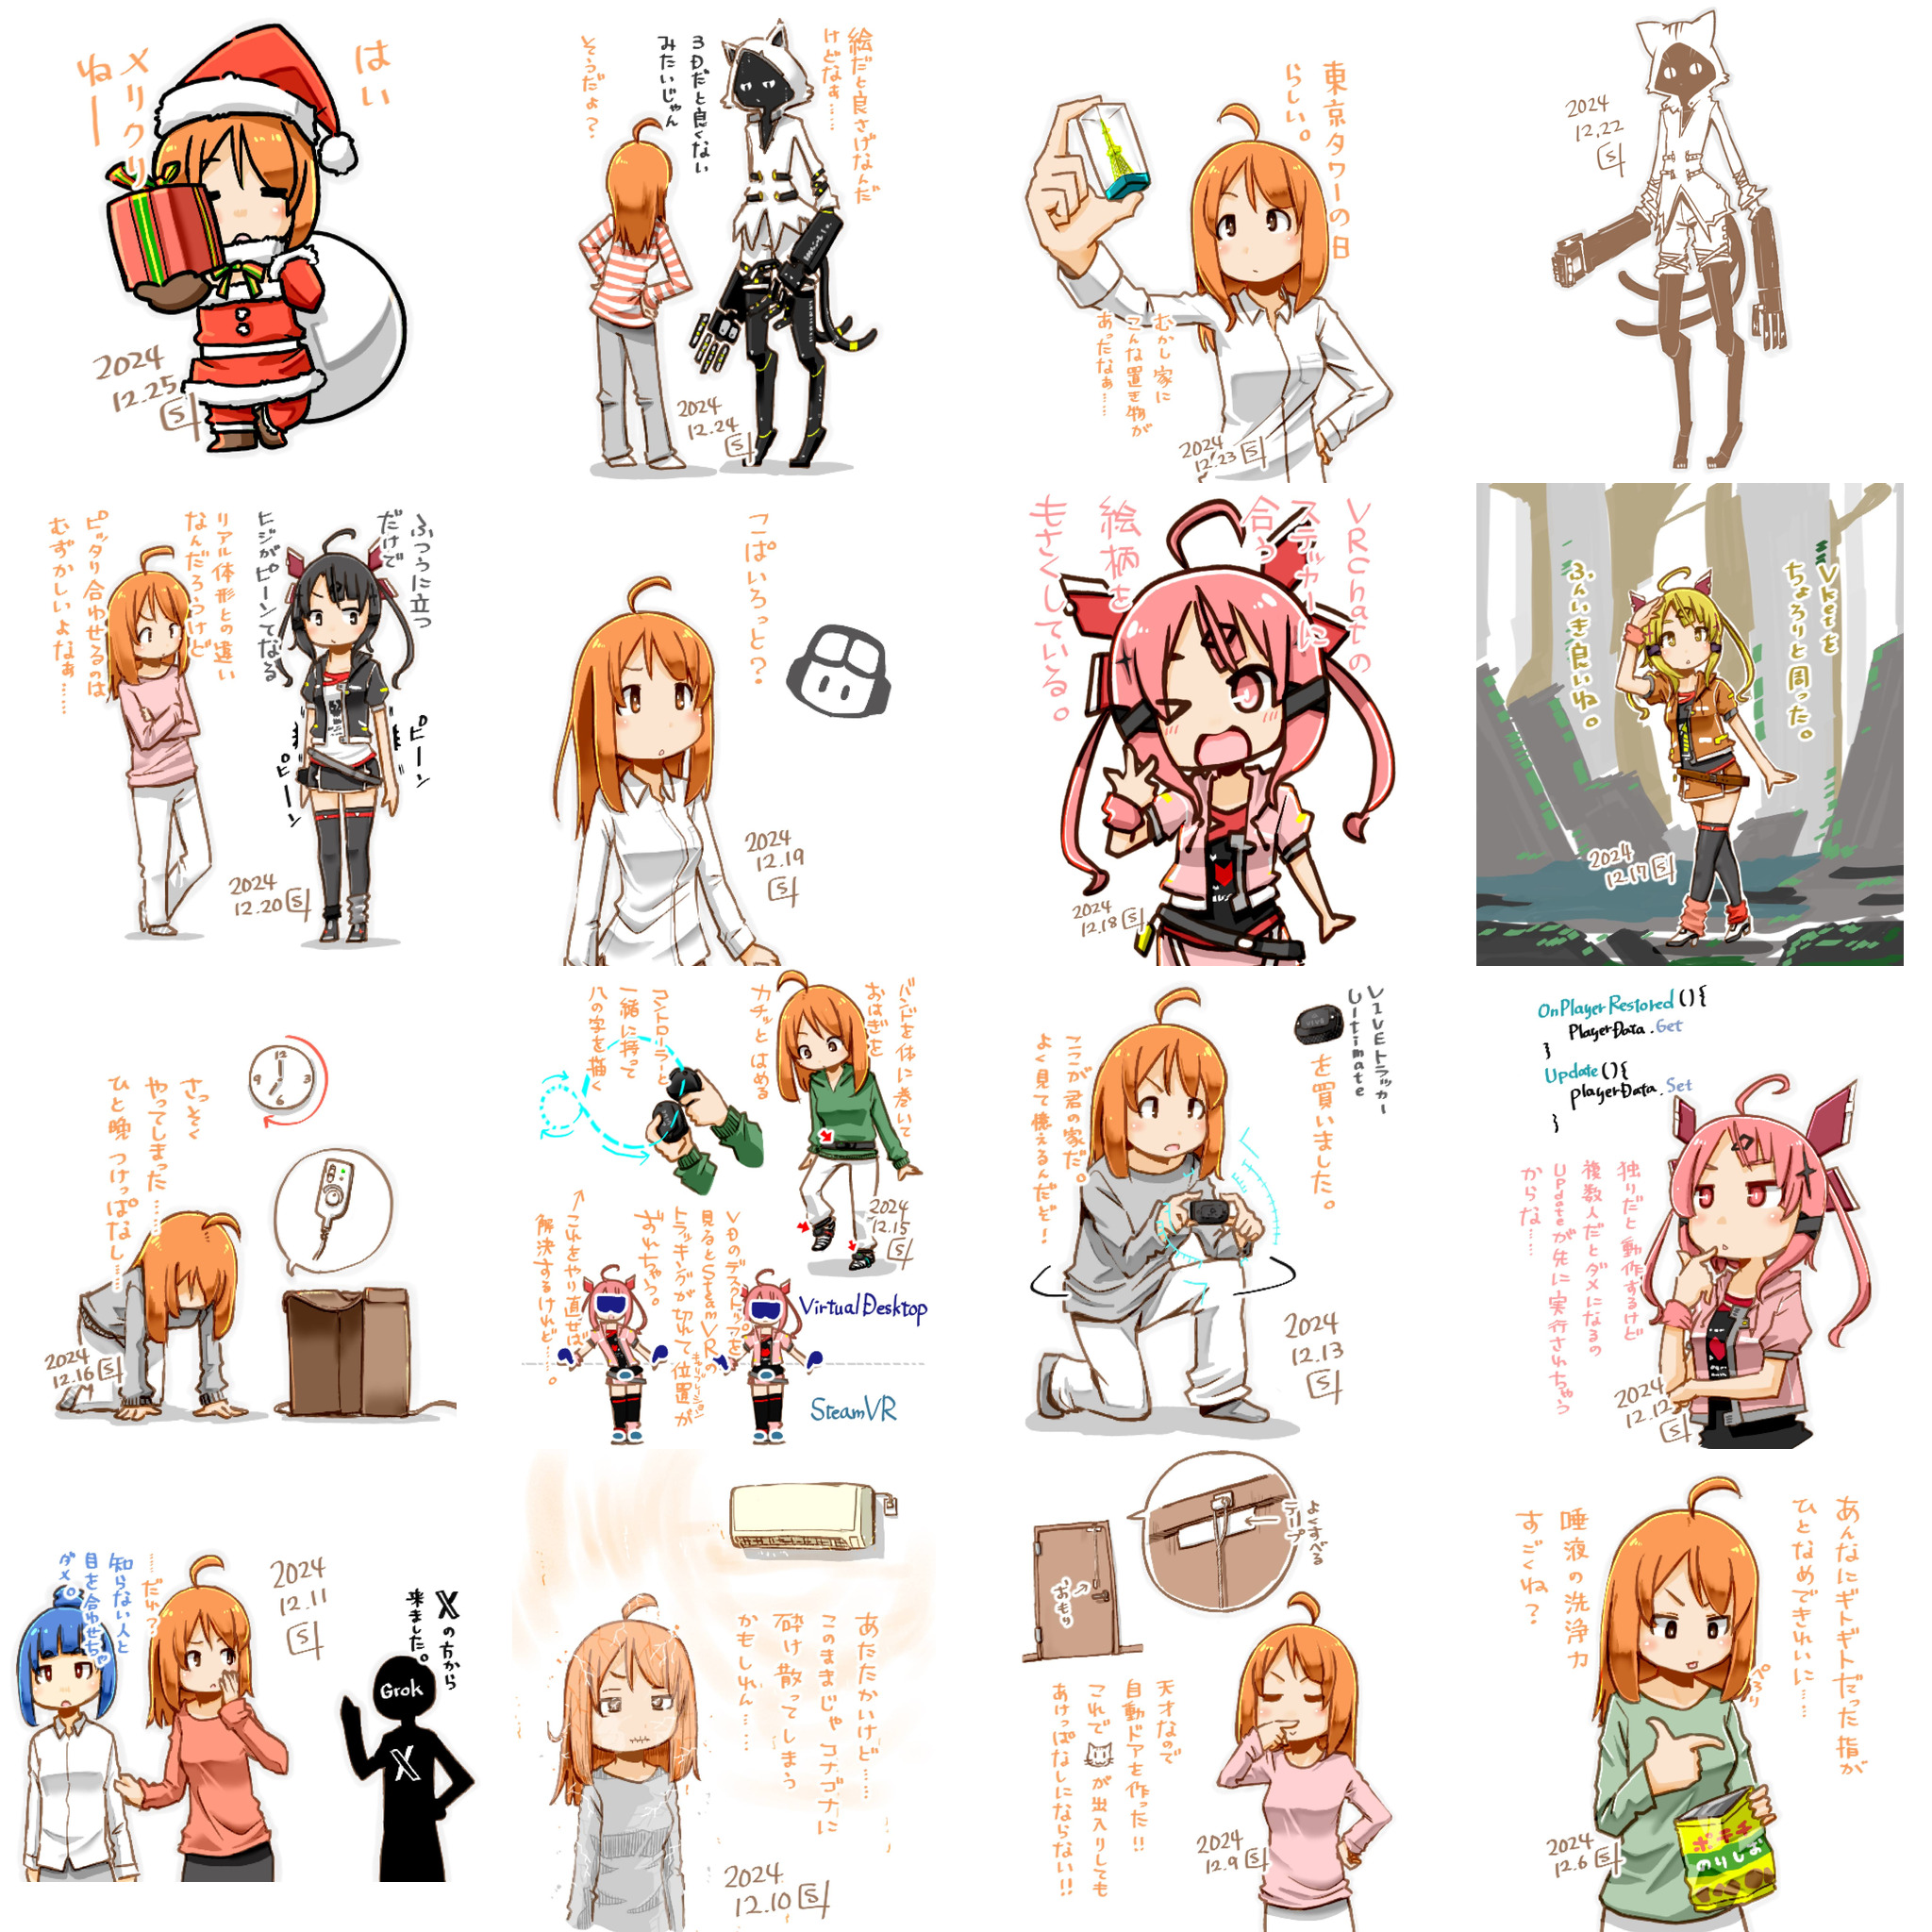 はい
メリクリ
ねー
2024
12.25
S
絵だと良さげなんだ
けどなぁ……
3Dだと良くない
みたいじゃん
そうだょ?
2024
12.24
S
東京タワーの日
らしい。
むかし家に
こんな置き物が
あったなぁ……
2024
12.23 S
2024
12.22
S
ふつうに立つ
だけで
ヒジがピーンてなる
リアル体形との違い
なんだろうけど
ピッタリ合わせるのは
むずかしいよなぁ……
ピーン
ピーン
2024
12.20 S
こぱいろっと?
2024
12.19
S
VRChatの
ステッカーに
合う
絵柄を
もさくしている。
2024
12.18 S
Vketを
ちょろりと周った。
ふんいき良いね。
2024
12.17 S
12
3
6
9
さっそく
やってしまった……
ひと晩 つけっぱなし……
2024
12.16 S
バンドを体に巻いて
おはぎを
カチッと はめる
コントローラーと
一緒に持って
八の字を描く
2024
12.15
S
VDのデスクトップを
見るとSteamVRの
トラッキングが切れて位置が
キャリブレーション
ずれちゃう。
↑これをやり直せば
解決するけれど……。
VirtualDesktop
SteamVR
VIVEトラッカー
Ultimate
を買いました。
VIVE
ここが君の家だ。
よく見て憶えるんだぞ!
2024
12.13
S
OnPlayerRestored(){
PlayerData.Get
}
Update(){
playerData.Set
}
独りだと動作するけど
複数人だとダメになるの
Updateが先に実行されちゃう
からな……
2024
12.12
S
2024
12.11
S
Xの方から
来ました。
Grok
X
……だれ?
知らない人と
目を合わせちゃ
ダメ。
あたたかいけど……
このままじゃ コナゴナに
砕け散ってしまう
かもしれん……
2024
12.10 S
よくすべる
テープ
おもり
天才なので
自動ドアを作った!!
これで が出入りしても
あけっぱなしにならない!!
2024
12.9 S
あんなにギトギトだった指が
ひとなめできれいに……
唾液の洗浄力
すごくね?
ぺろり
ポテチ
のりしお
2024
12.6 S